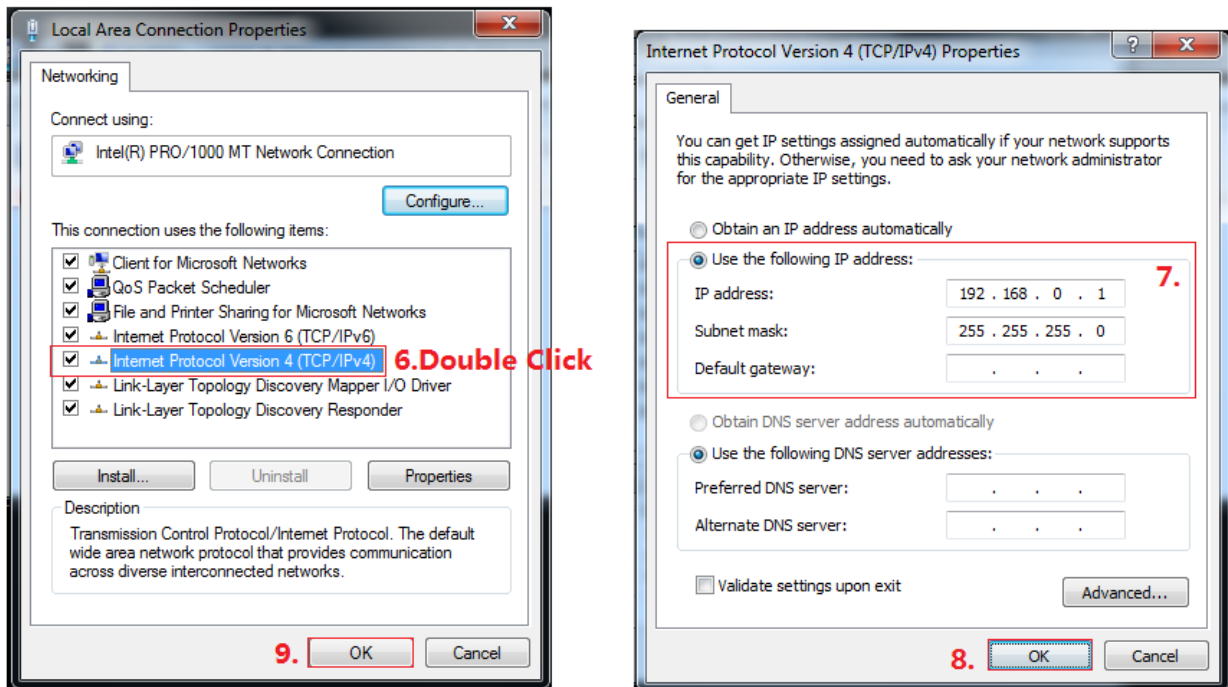 Local Area Connection Properties
Networking
Connect using:
Intel(R) PRO/1000 MT Network Connection
Configure...
This connection uses the following items:
Client for Microsoft Networks
QoS Packet Scheduler
File and Printer Sharing for Microsoft Networks
Internet Protocol Version 6 (TCP/IPv6)
Internet Protocol Version 4 (TCP/IPv4) 6.Double Click
Link-Layer Topology Discovery Mapper I/O Driver
Link-Layer Topology Discovery Responder
Install... Uninstall Properties
Description
Transmission Control Protocol/Internet Protocol. The default
wide area network protocol that provides communication
across diverse interconnected networks.
9. OK Cancel
Internet Protocol Version 4 (TCP/IPv4) Properties
General
You can get IP settings assigned automatically if your network supports
this capability. Otherwise, you need to ask your network administrator
for the appropriate IP settings.
Obtain an IP address automatically
Use the following IP address:
7.
IP address: 192 . 168 . 0 . 1
Subnet mask: 255 . 255 . 255 . 0
Default gateway: . . .
Obtain DNS server address automatically
Use the following DNS server addresses:
Preferred DNS server: . . .
Alternate DNS server: . . .
Validate settings upon exit
Advanced...
8. OK Cancel